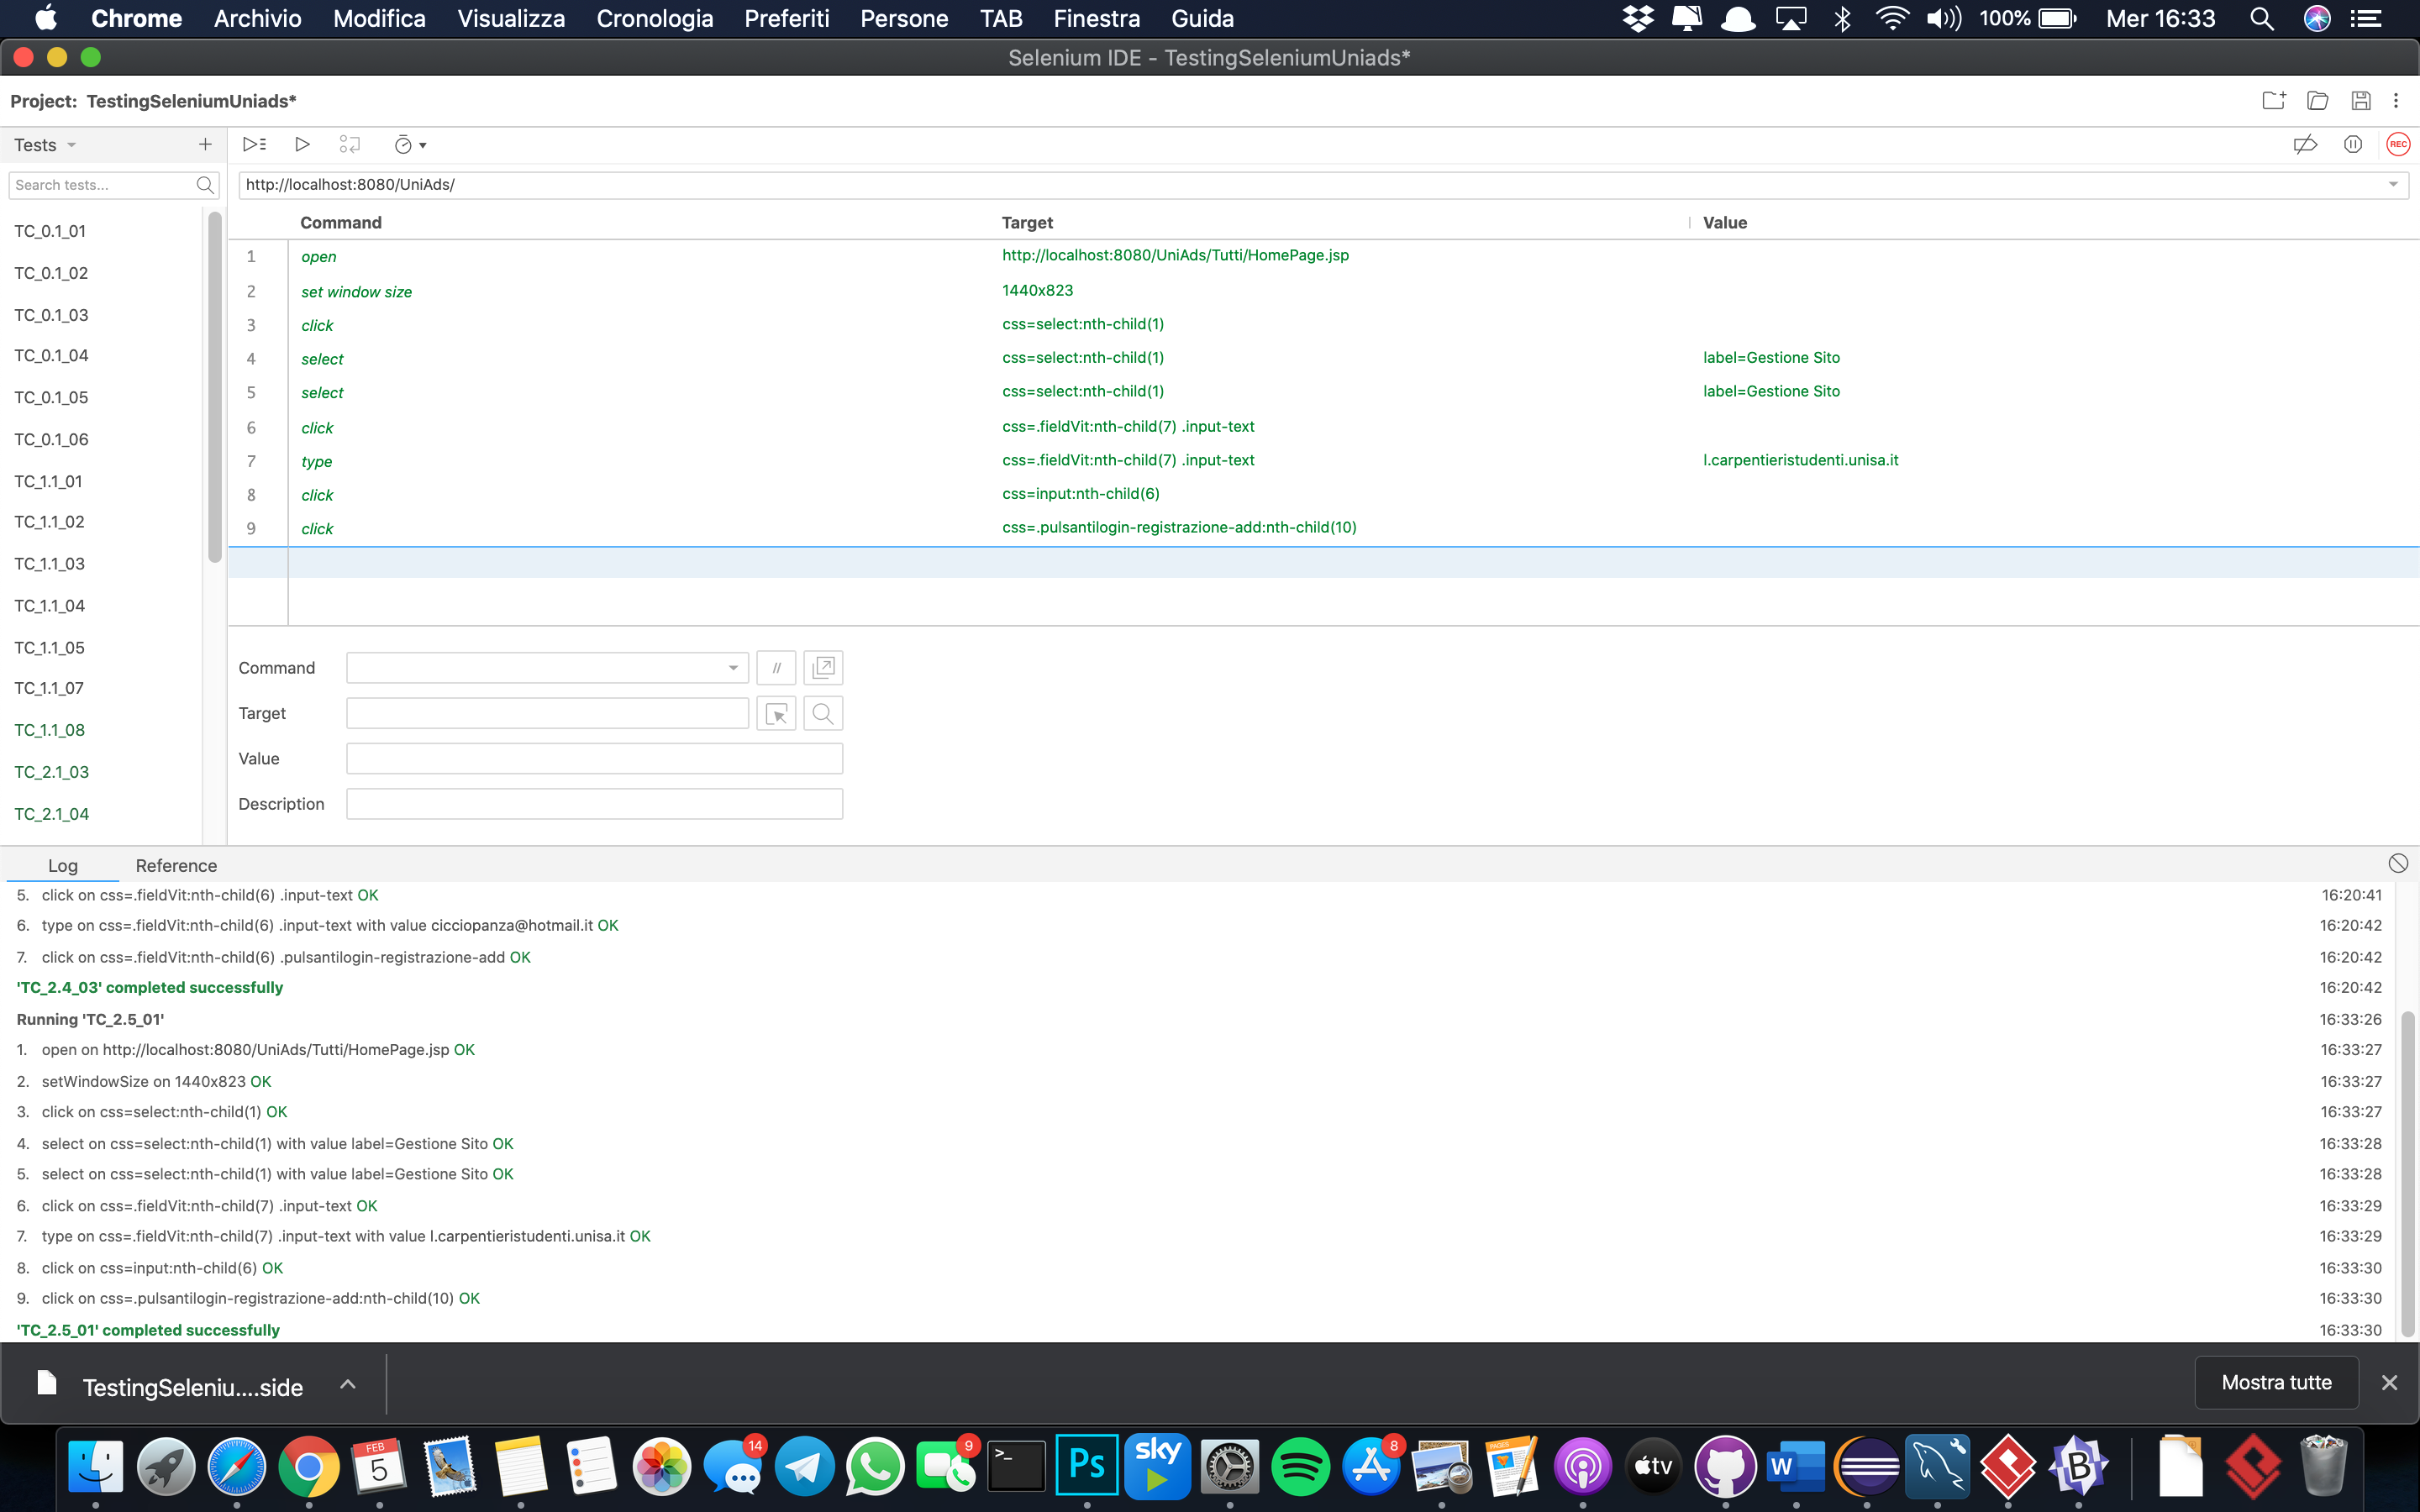 Chrome Archivio Modifica Visualizza Cronologia Preferiti Persone TAB Finestra Guida 100% Mer 16:33
Selenium IDE - TestingSeleniumUniads*
Project: TestingSeleniumUniads*
Tests
REC
Search tests...
http://localhost:8080/UniAds/
Command Target Value
1 open http://localhost:8080/UniAds/Tutti/HomePage.jsp
2 set window size 1440x823
3 click css=select:nth-child(1)
4 select css=select:nth-child(1) label=Gestione Sito
5 select css=select:nth-child(1) label=Gestione Sito
6 click css=.fieldVit:nth-child(7) .input-text
7 type css=.fieldVit:nth-child(7) .input-text l.carpentieristudenti.unisa.it
8 click css=input:nth-child(6)
9 click css=.pulsantilogin-registrazione-add:nth-child(10)
TC_0.1_01
TC_0.1_02
TC_0.1_03
TC_0.1_04
TC_0.1_05
TC_0.1_06
TC_1.1_01
TC_1.1_02
TC_1.1_03
TC_1.1_04
TC_1.1_05
TC_1.1_07
TC_1.1_08
TC_2.1_03
TC_2.1_04
Command //
Target
Value
Description
Log Reference
5. click on css=.fieldVit:nth-child(6) .input-text OK 16:20:41
6. type on css=.fieldVit:nth-child(6) .input-text with value cicciopanza@hotmail.it OK 16:20:42
7. click on css=.fieldVit:nth-child(6) .pulsantilogin-registrazione-add OK 16:20:42
'TC_2.4_03' completed successfully 16:20:42
Running 'TC_2.5_01' 16:33:26
1. open on http://localhost:8080/UniAds/Tutti/HomePage.jsp OK 16:33:27
2. setWindowSize on 1440x823 OK 16:33:27
3. click on css=select:nth-child(1) OK 16:33:27
4. select on css=select:nth-child(1) with value label=Gestione Sito OK 16:33:28
5. select on css=select:nth-child(1) with value label=Gestione Sito OK 16:33:28
6. click on css=.fieldVit:nth-child(7) .input-text OK 16:33:29
7. type on css=.fieldVit:nth-child(7) .input-text with value l.carpentieristudenti.unisa.it OK 16:33:29
8. click on css=input:nth-child(6) OK 16:33:30
9. click on css=.pulsantilogin-registrazione-add:nth-child(10) OK 16:33:30
'TC_2.5_01' completed successfully 16:33:30
TestingSeleniu....side Mostra tutte
FEB 5 14 9 >_ Ps sky 8 PAGES tv W B